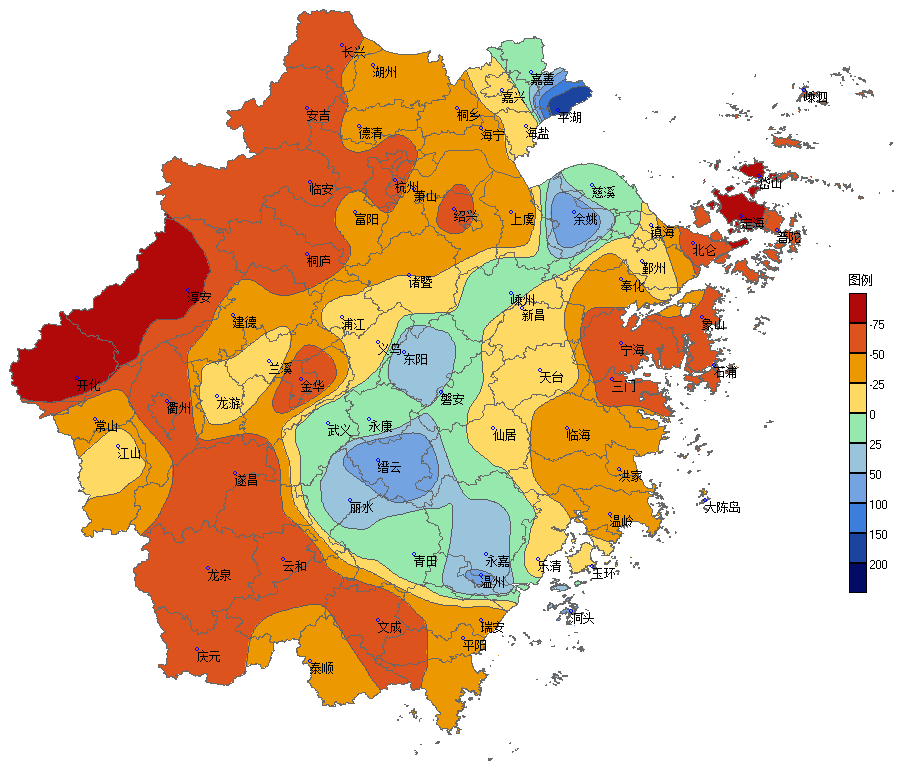 长兴
湖州
嘉善
嘉兴
嵊泗
安吉
桐乡
平湖
德青
海宁
海盐
临安
杭州
萧山
慈溪
岱山
富阳
绍兴
上虞
余姚
定海
镇海
普陀
桐庐
北仑
鄞州
诸暨
奉化
淳安
嵊州
建德
浦江
新昌
象山
图例
-75
-50
-25
0
25
50
100
150
200
义乌
东阳
宁海
兰溪
石浦
开化
金华
天台
三门
衢州
龙游
磐安
常山
武义
永康
仙居
临海
江山
缙云
遂昌
洪家
丽水
大陈岛
温岭
青田
永嘉
乐清
云和
龙泉
玉环
温州
洞头
文成
瑞安
平阳
庆元
泰顺